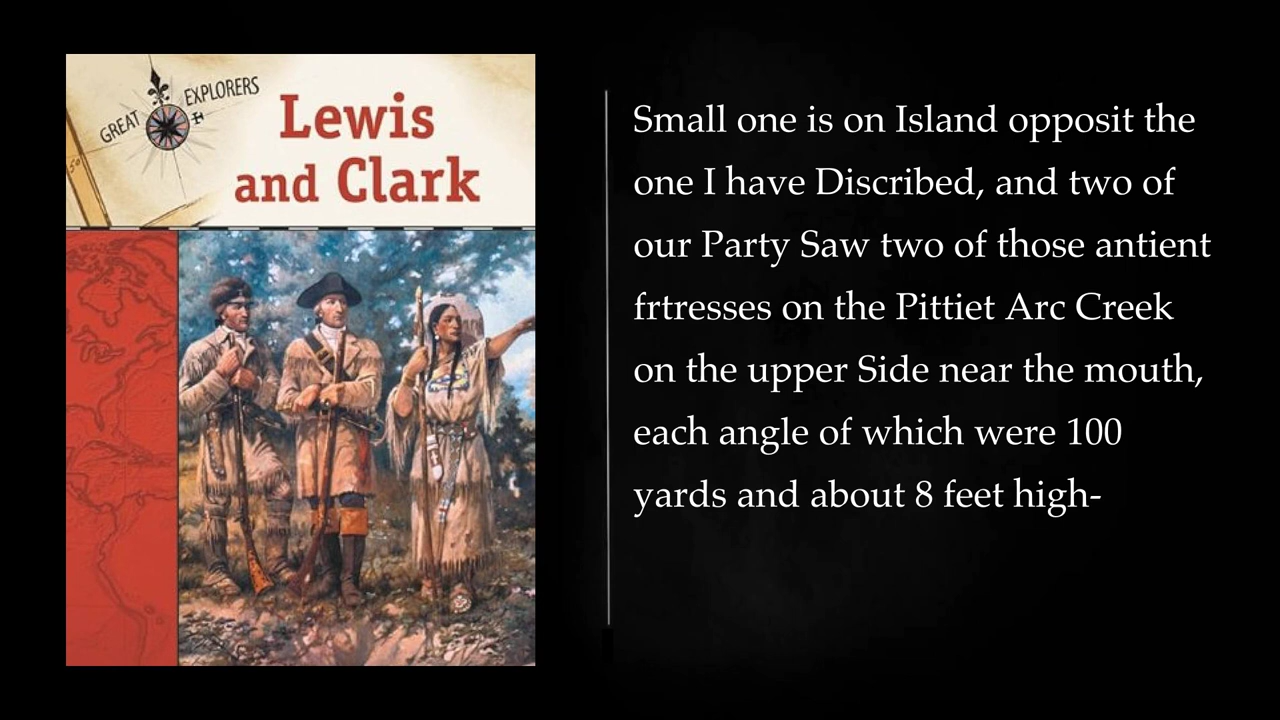 GREAT EXPLORERS
Lewis
and Clark
Small one is on Island opposit the
one I have Discribed, and two of
our Party Saw two of those antient
frtresses on the Pittiet Arc Creek
on the upper Side near the mouth,
each angle of which were 100
yards and about 8 feet high-